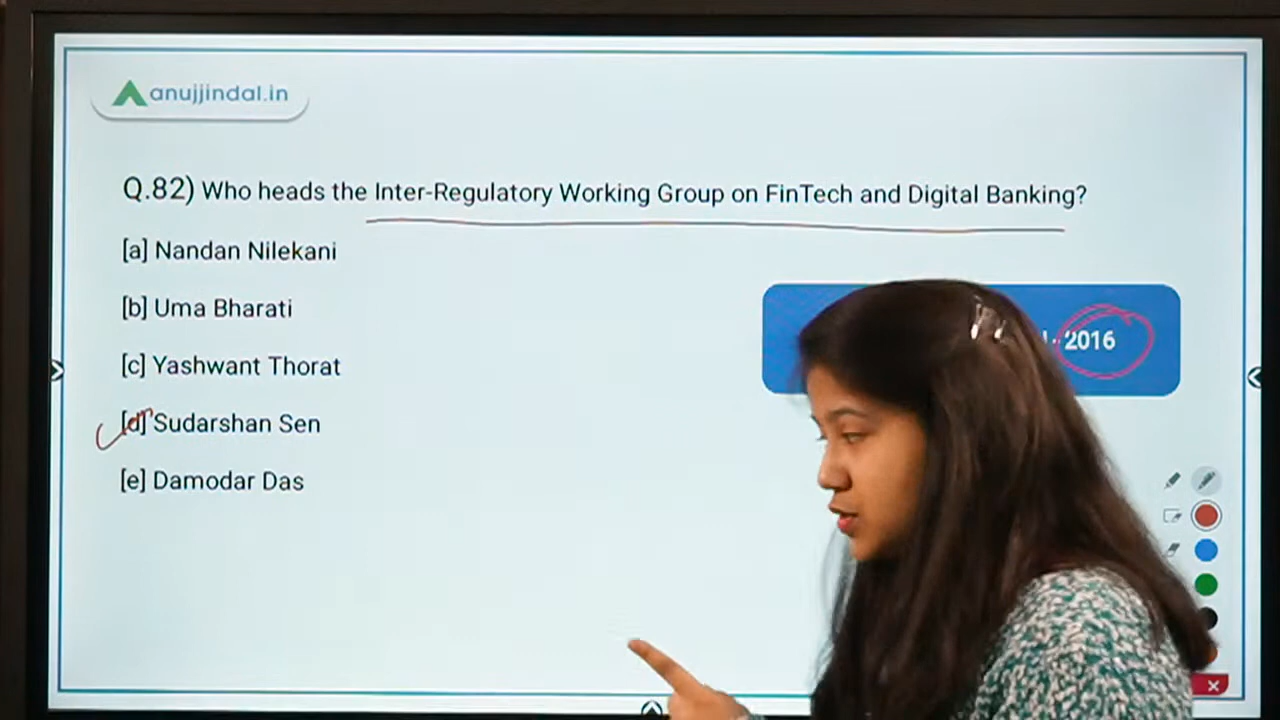 anujjindal.in
Q.82) Who heads the Inter-Regulatory Working Group on FinTech and Digital Banking?
[a] Nandan Nilekani
[b] Uma Bharati
[c] Yashwant Thorat
2016
[d] Sudarshan Sen
[e] Damodar Das